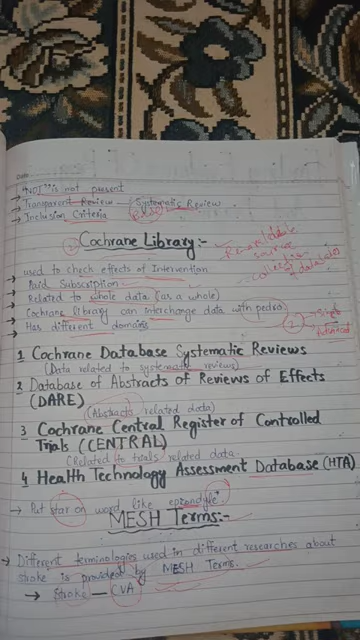 Date
→ "NOT" is not present
→ Transparent Review — Systematic Review
→ Inclusion Criteria
Cochrane Library:-
→ used to check effects of Intervention
→ Paid Subscription
→ Related to whole data (as a whole)
→ Cochrane library can interchange data with pedro
→ Has different domains
collection of databases
2
1 Cochrane Database Systematic Reviews
(Data related to systematic reviews)
2 Database of Abstracts of Reviews of Effects
(DARE)
(Abstracts related data)
3 Cochrane Central Register of Controlled
Trials (CENTRAL)
(Related to trials related data
4 Health Technology Assessment Database (HTA)
→ Put star on word like epicondyle*
MESH Terms:-
→ Different terminologies used in different researches about
stroke is provided by MESH Terms.
→ Stroke — CVA